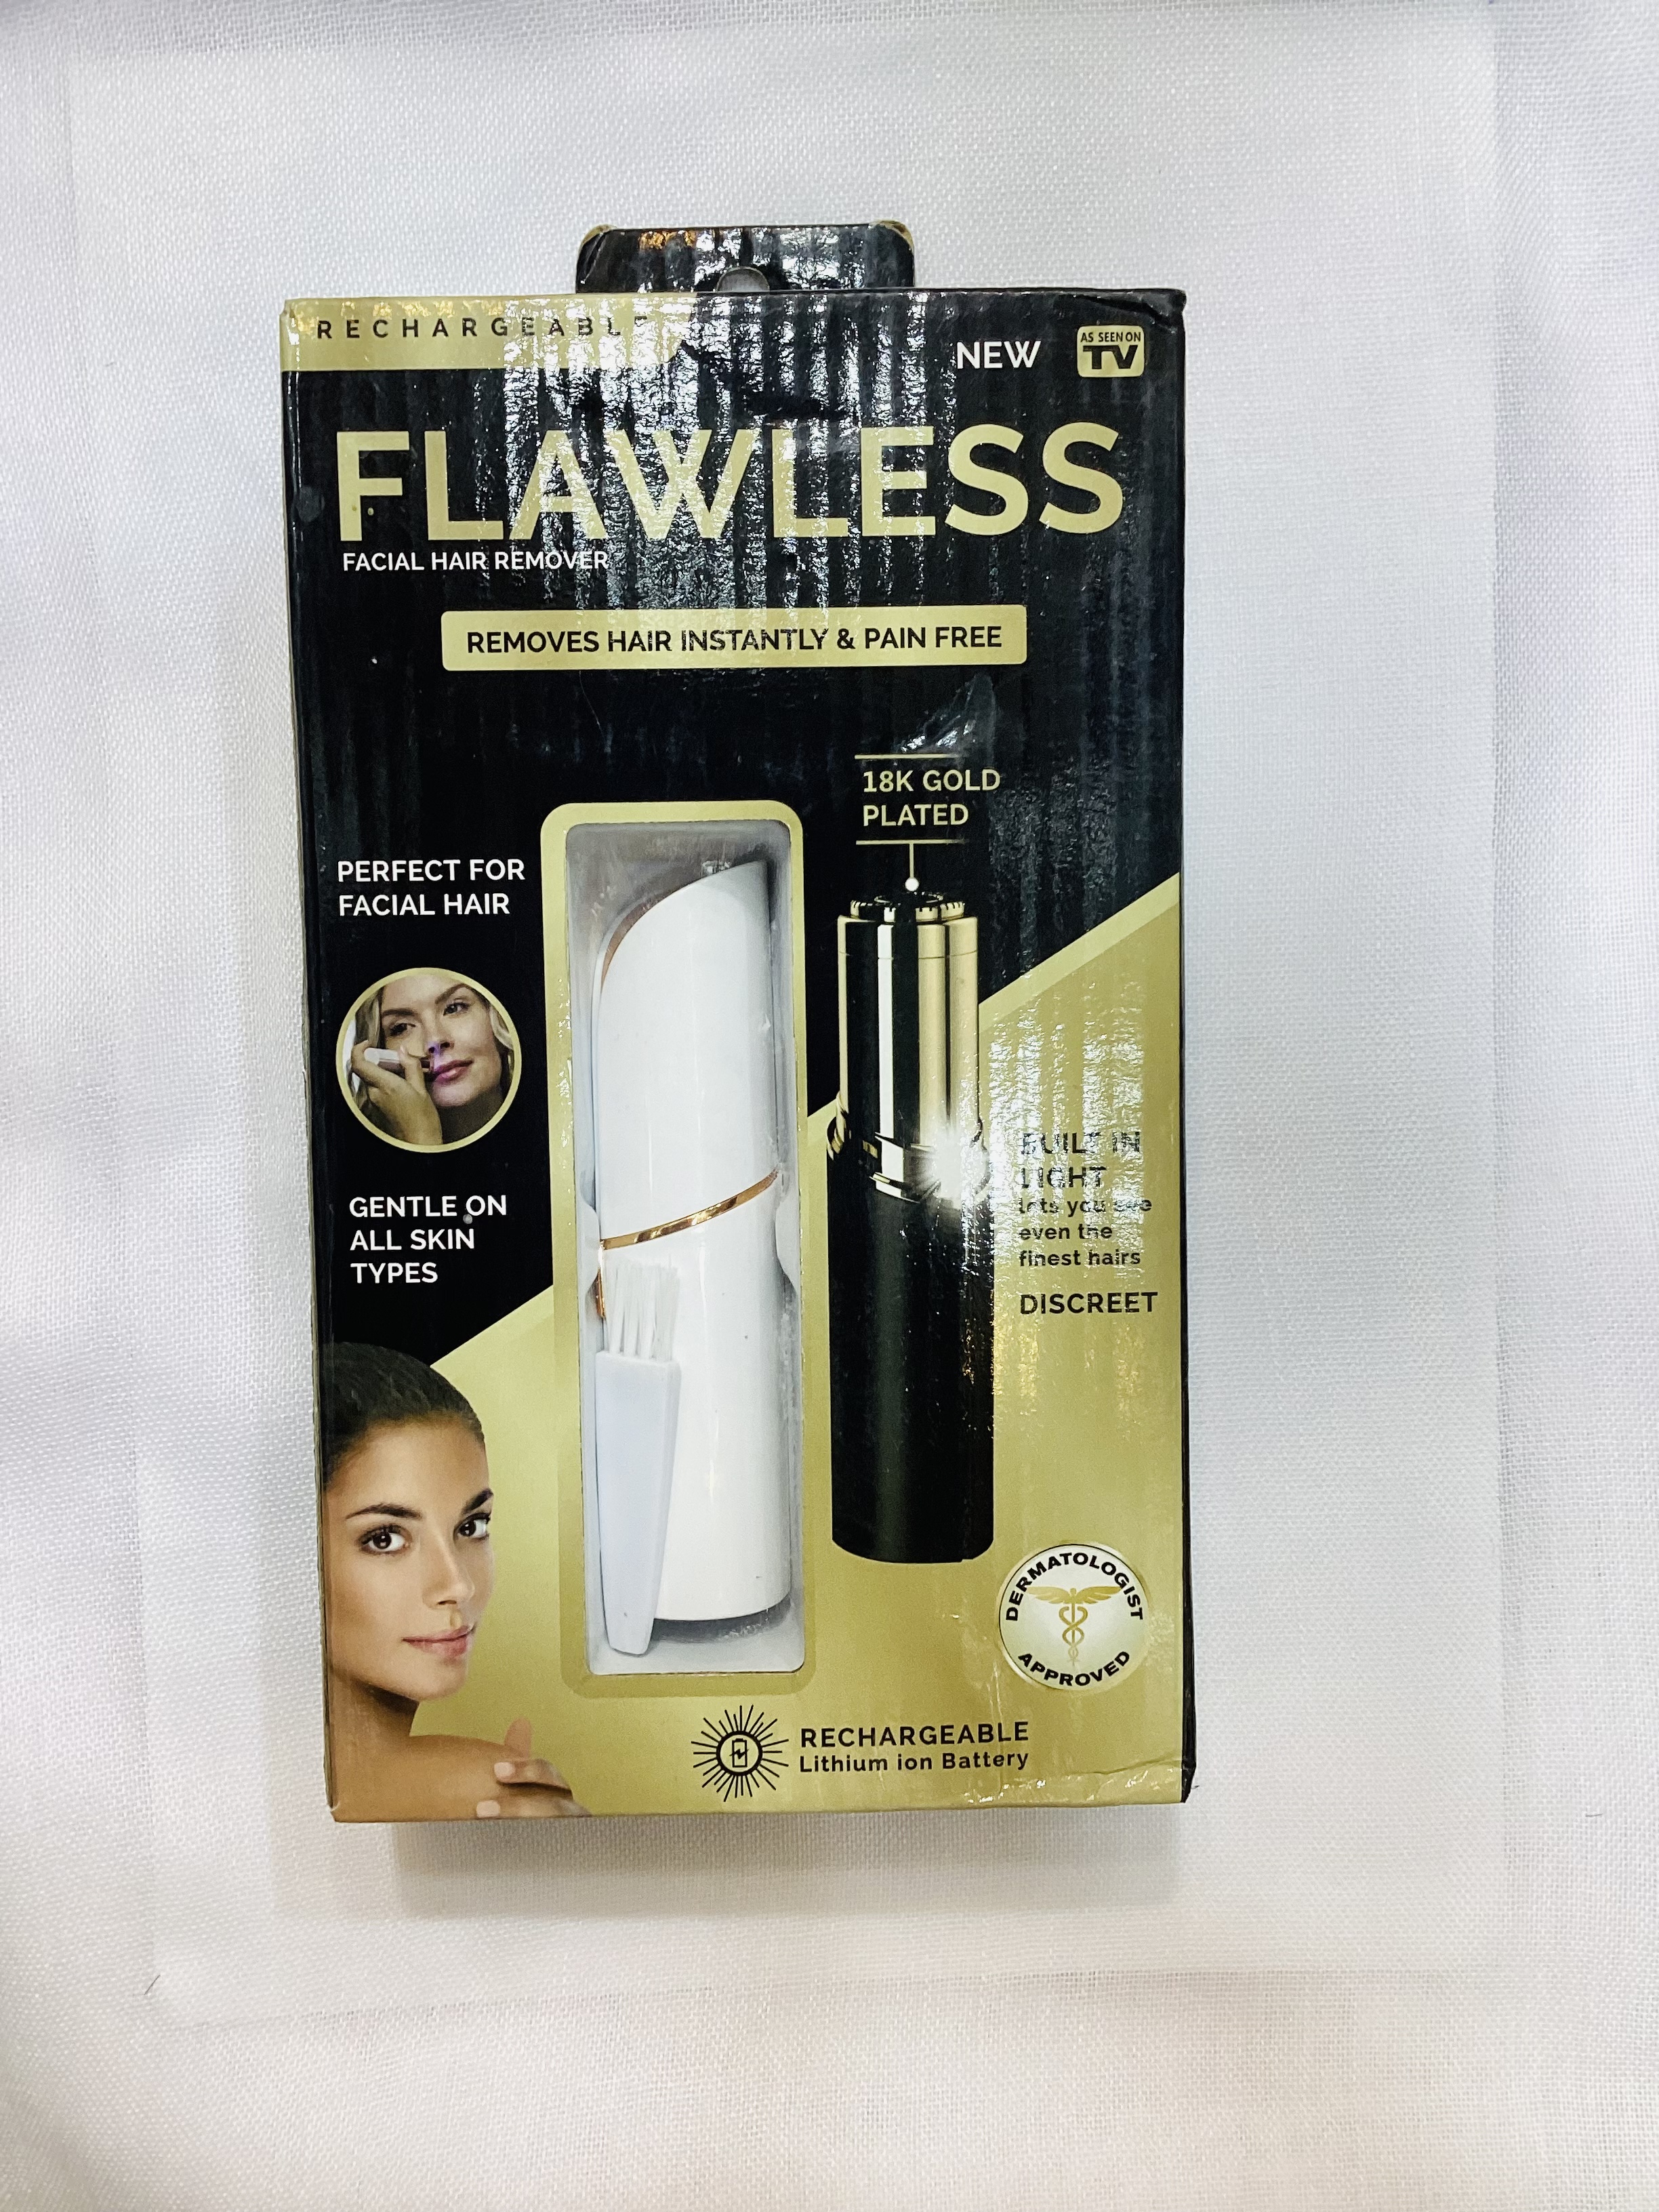 RECHARGEABLE
NEW
AS SEEN ON
TV
FLAWLESS
FACIAL HAIR REMOVER
REMOVES HAIR INSTANTLY & PAIN FREE
18K GOLD
PLATED
PERFECT FOR
FACIAL HAIR
GENTLE ON
ALL SKIN
TYPES
BUILT IN
LIGHT
lets you see
even the
finest hairs
DISCREET
DERMATOLOGIST
APPROVED
RECHARGEABLE
Lithium ion Battery